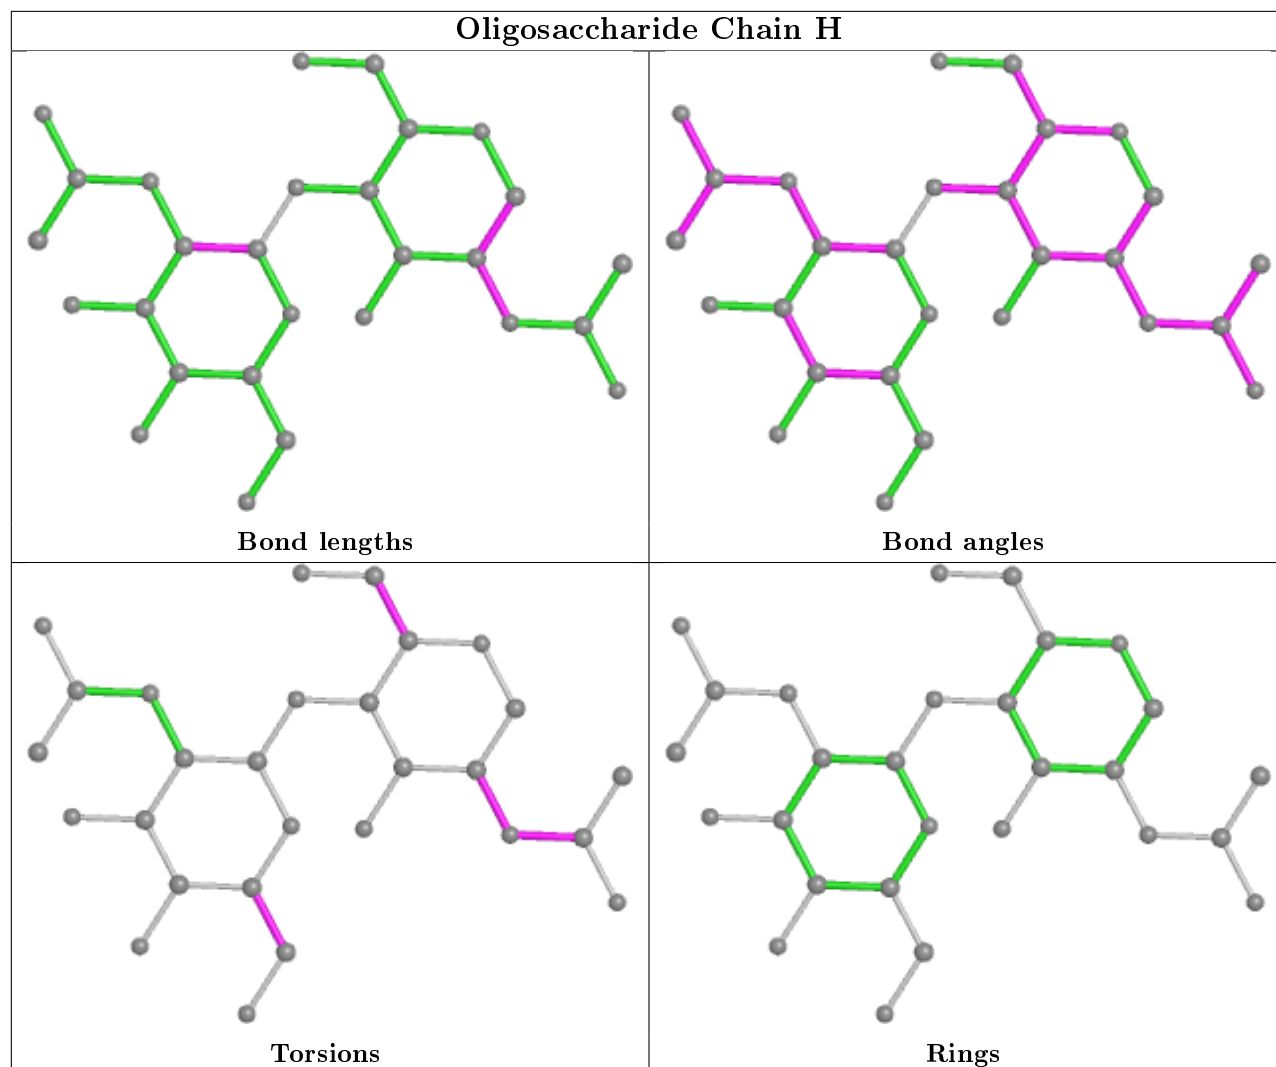 Oligosaccharide Chain H
Bond lengths
Bond angles
Torsions
Rings